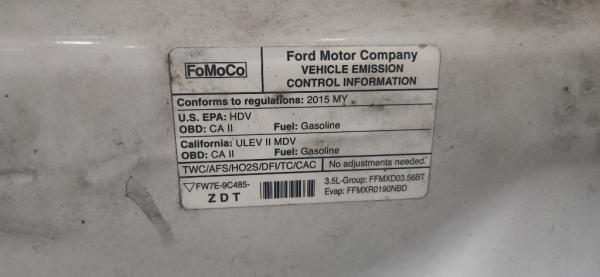 FoMoCo
Ford Motor Company
VEHICLE EMISSION
CONTROL INFORMATION
Conforms to regulations: 2015 MY
U.S. EPA: HDV
OBD: CA II Fuel: Gasoline
California: ULEV II MDV
OBD: CA II Fuel: Gasoline
TWC/AFS/HO2S/DFI/TC/CAC No adjustments needed.
FW7E-9C485-
ZDT
3.5L-Group: FFMXD03.56BT
Evap: FFMXR0190NBD